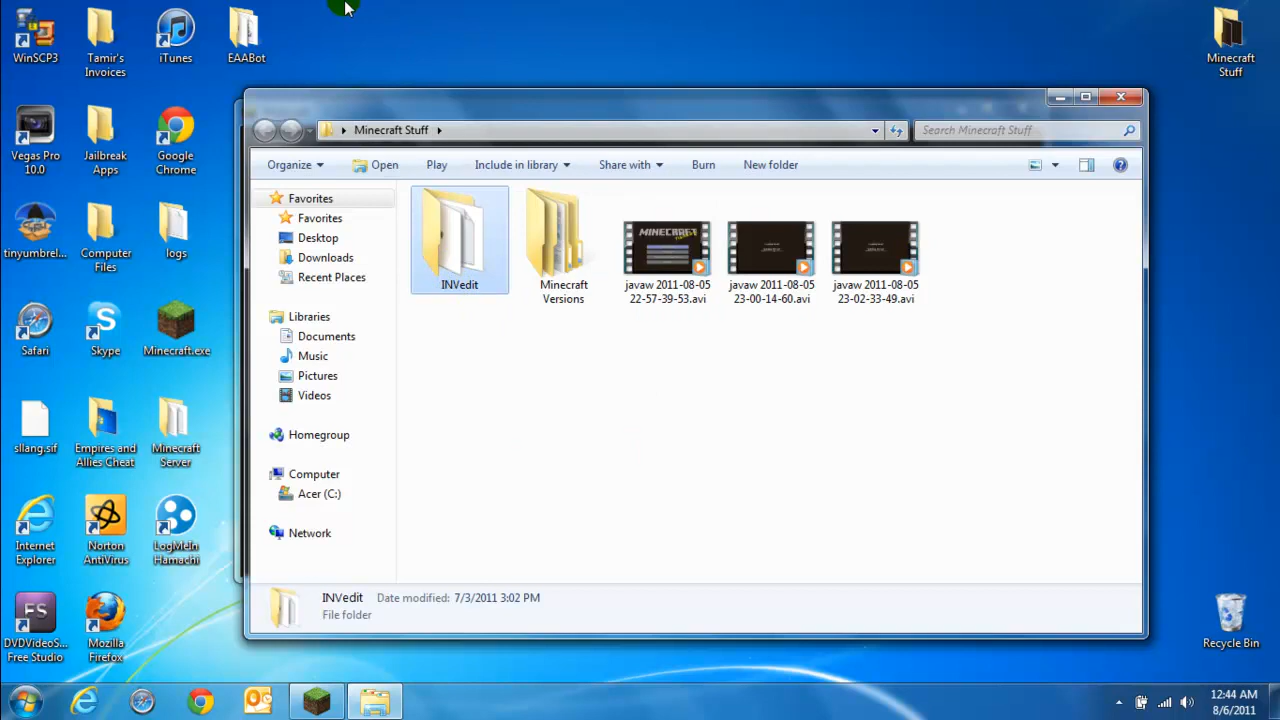 WinSCP3
Tamir's
Invoices
iTunes
EAABot
Minecraft
Stuff
Vegas Pro
10.0
Jailbreak
Apps
Google
Chrome
tinyumbrel...
Computer
Files
logs
Safari
Skype
Minecraft.exe
sllang.sif
Empires and
Allies Cheat
Minecraft
Server
Internet
Explorer
Norton
AntiVirus
LogMeIn
Hamachi
DVDVideoS...
Free Studio
Mozilla
Firefox
Recycle Bin
Minecraft Stuff
Search Minecraft Stuff
Organize
Open
Play
Include in library
Share with
Burn
New folder
Favorites
Favorites
Desktop
Downloads
Recent Places
Libraries
Documents
Music
Pictures
Videos
Homegroup
Computer
Acer (C:)
Network
INVedit
Minecraft
Versions
MINECRAFT
javaw 2011-08-05
22-57-39-53.avi
javaw 2011-08-05
23-00-14-60.avi
javaw 2011-08-05
23-02-33-49.avi
INVedit
Date modified: 7/3/2011 3:02 PM
File folder
12:44 AM
8/6/2011